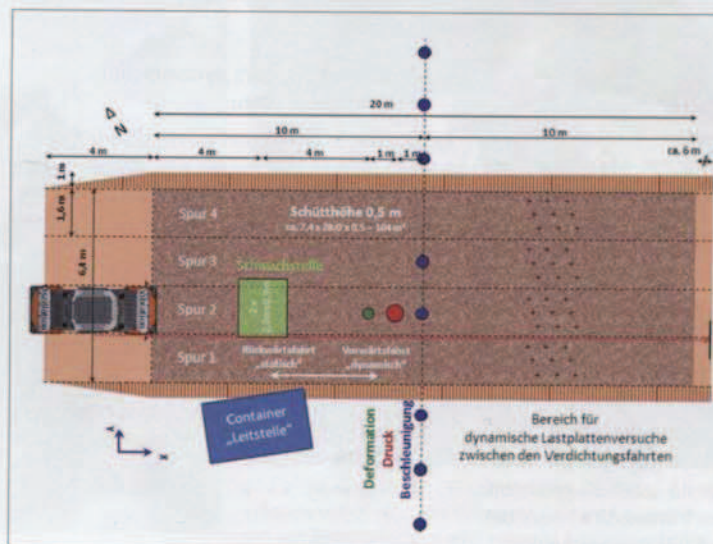 20 m
10 m
10 m
4 m
4 m
4 m
1 m
1 m
ca. 6 m
N
1 m
1,6 m
6,4 m
Spur 4
Schütthöhe 0,5 m
Spur 3
Schwachstelle
Spur 2
Spur 1
Rückwärtsfahrt
„statisch“
Vorwärtsfahrt
„dynamisch“
Container
„Leitstelle“
Deformation
Druck
Beschleunigung
Bereich für
dynamische Lastplattenversuche
zwischen den Verdichtungsfahrten